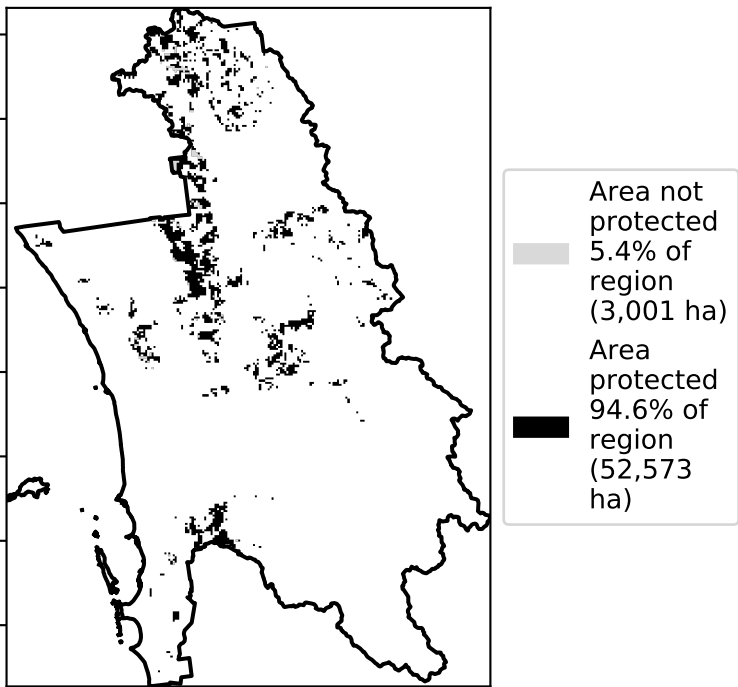 Area not
protected
5.4% of
region
(3,001 ha)
Area
protected
94.6% of
region
(52,573
ha)